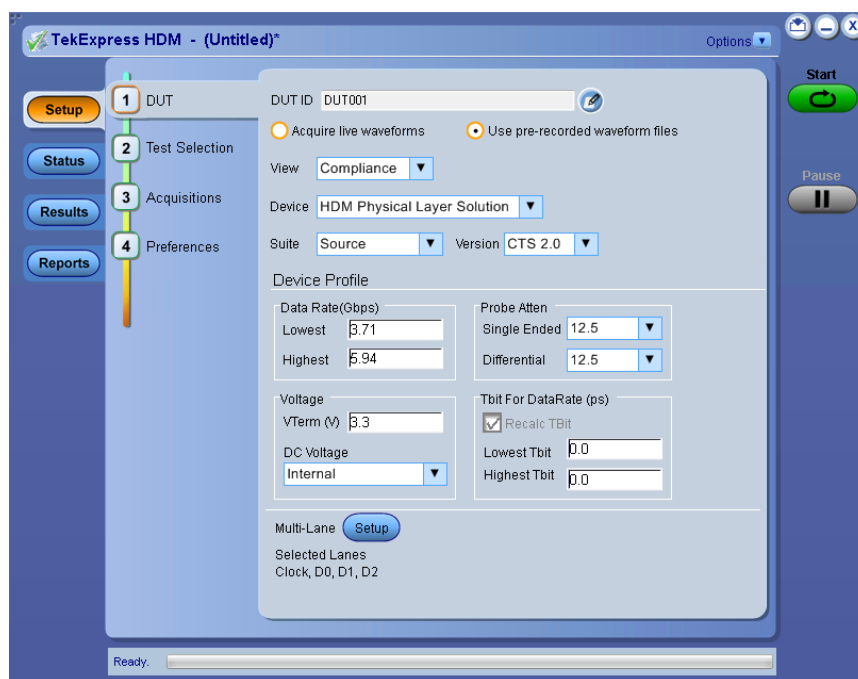 TekExpress HDM - (Untitled)*
Options
Start
Pause
Setup
Status
Results
Reports
1 DUT
2 Test Selection
3 Acquisitions
4 Preferences
DUT ID DUT001
Acquire live waveforms Use pre-recorded waveform files
View Compliance
Device HDM Physical Layer Solution
Suite Source Version CTS 2.0
Device Profile
Data Rate(Gbps)
Lowest 3.71
Highest 5.94
Probe Atten
Single Ended 12.5
Differential 12.5
Voltage
VTerm (V) 3.3
DC Voltage
Internal
Tbit For DataRate (ps)
Recalc TBit
Lowest Tbit 0.0
Highest Tbit 0.0
Multi-Lane Setup
Selected Lanes
Clock, D0, D1, D2
Ready.